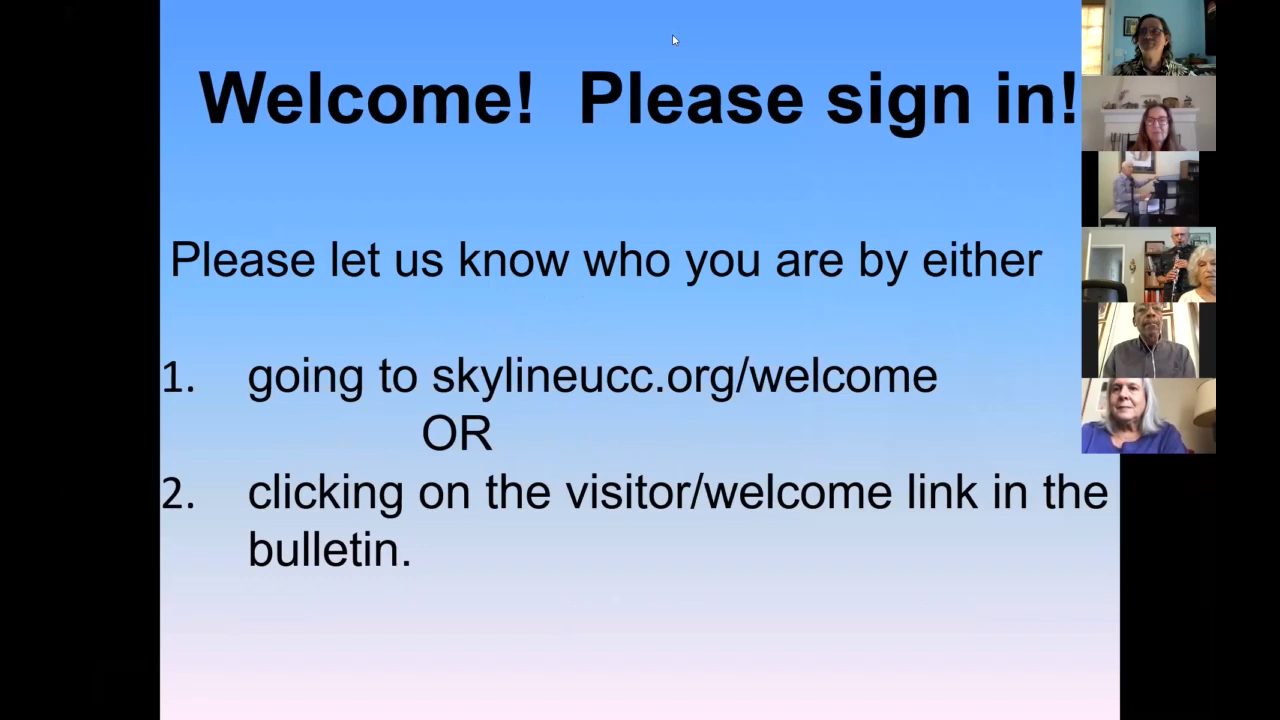 Welcome! Please sign in!
Please let us know who you are by either
1. going to skylineucc.org/welcome
OR
2. clicking on the visitor/welcome link in the
bulletin.